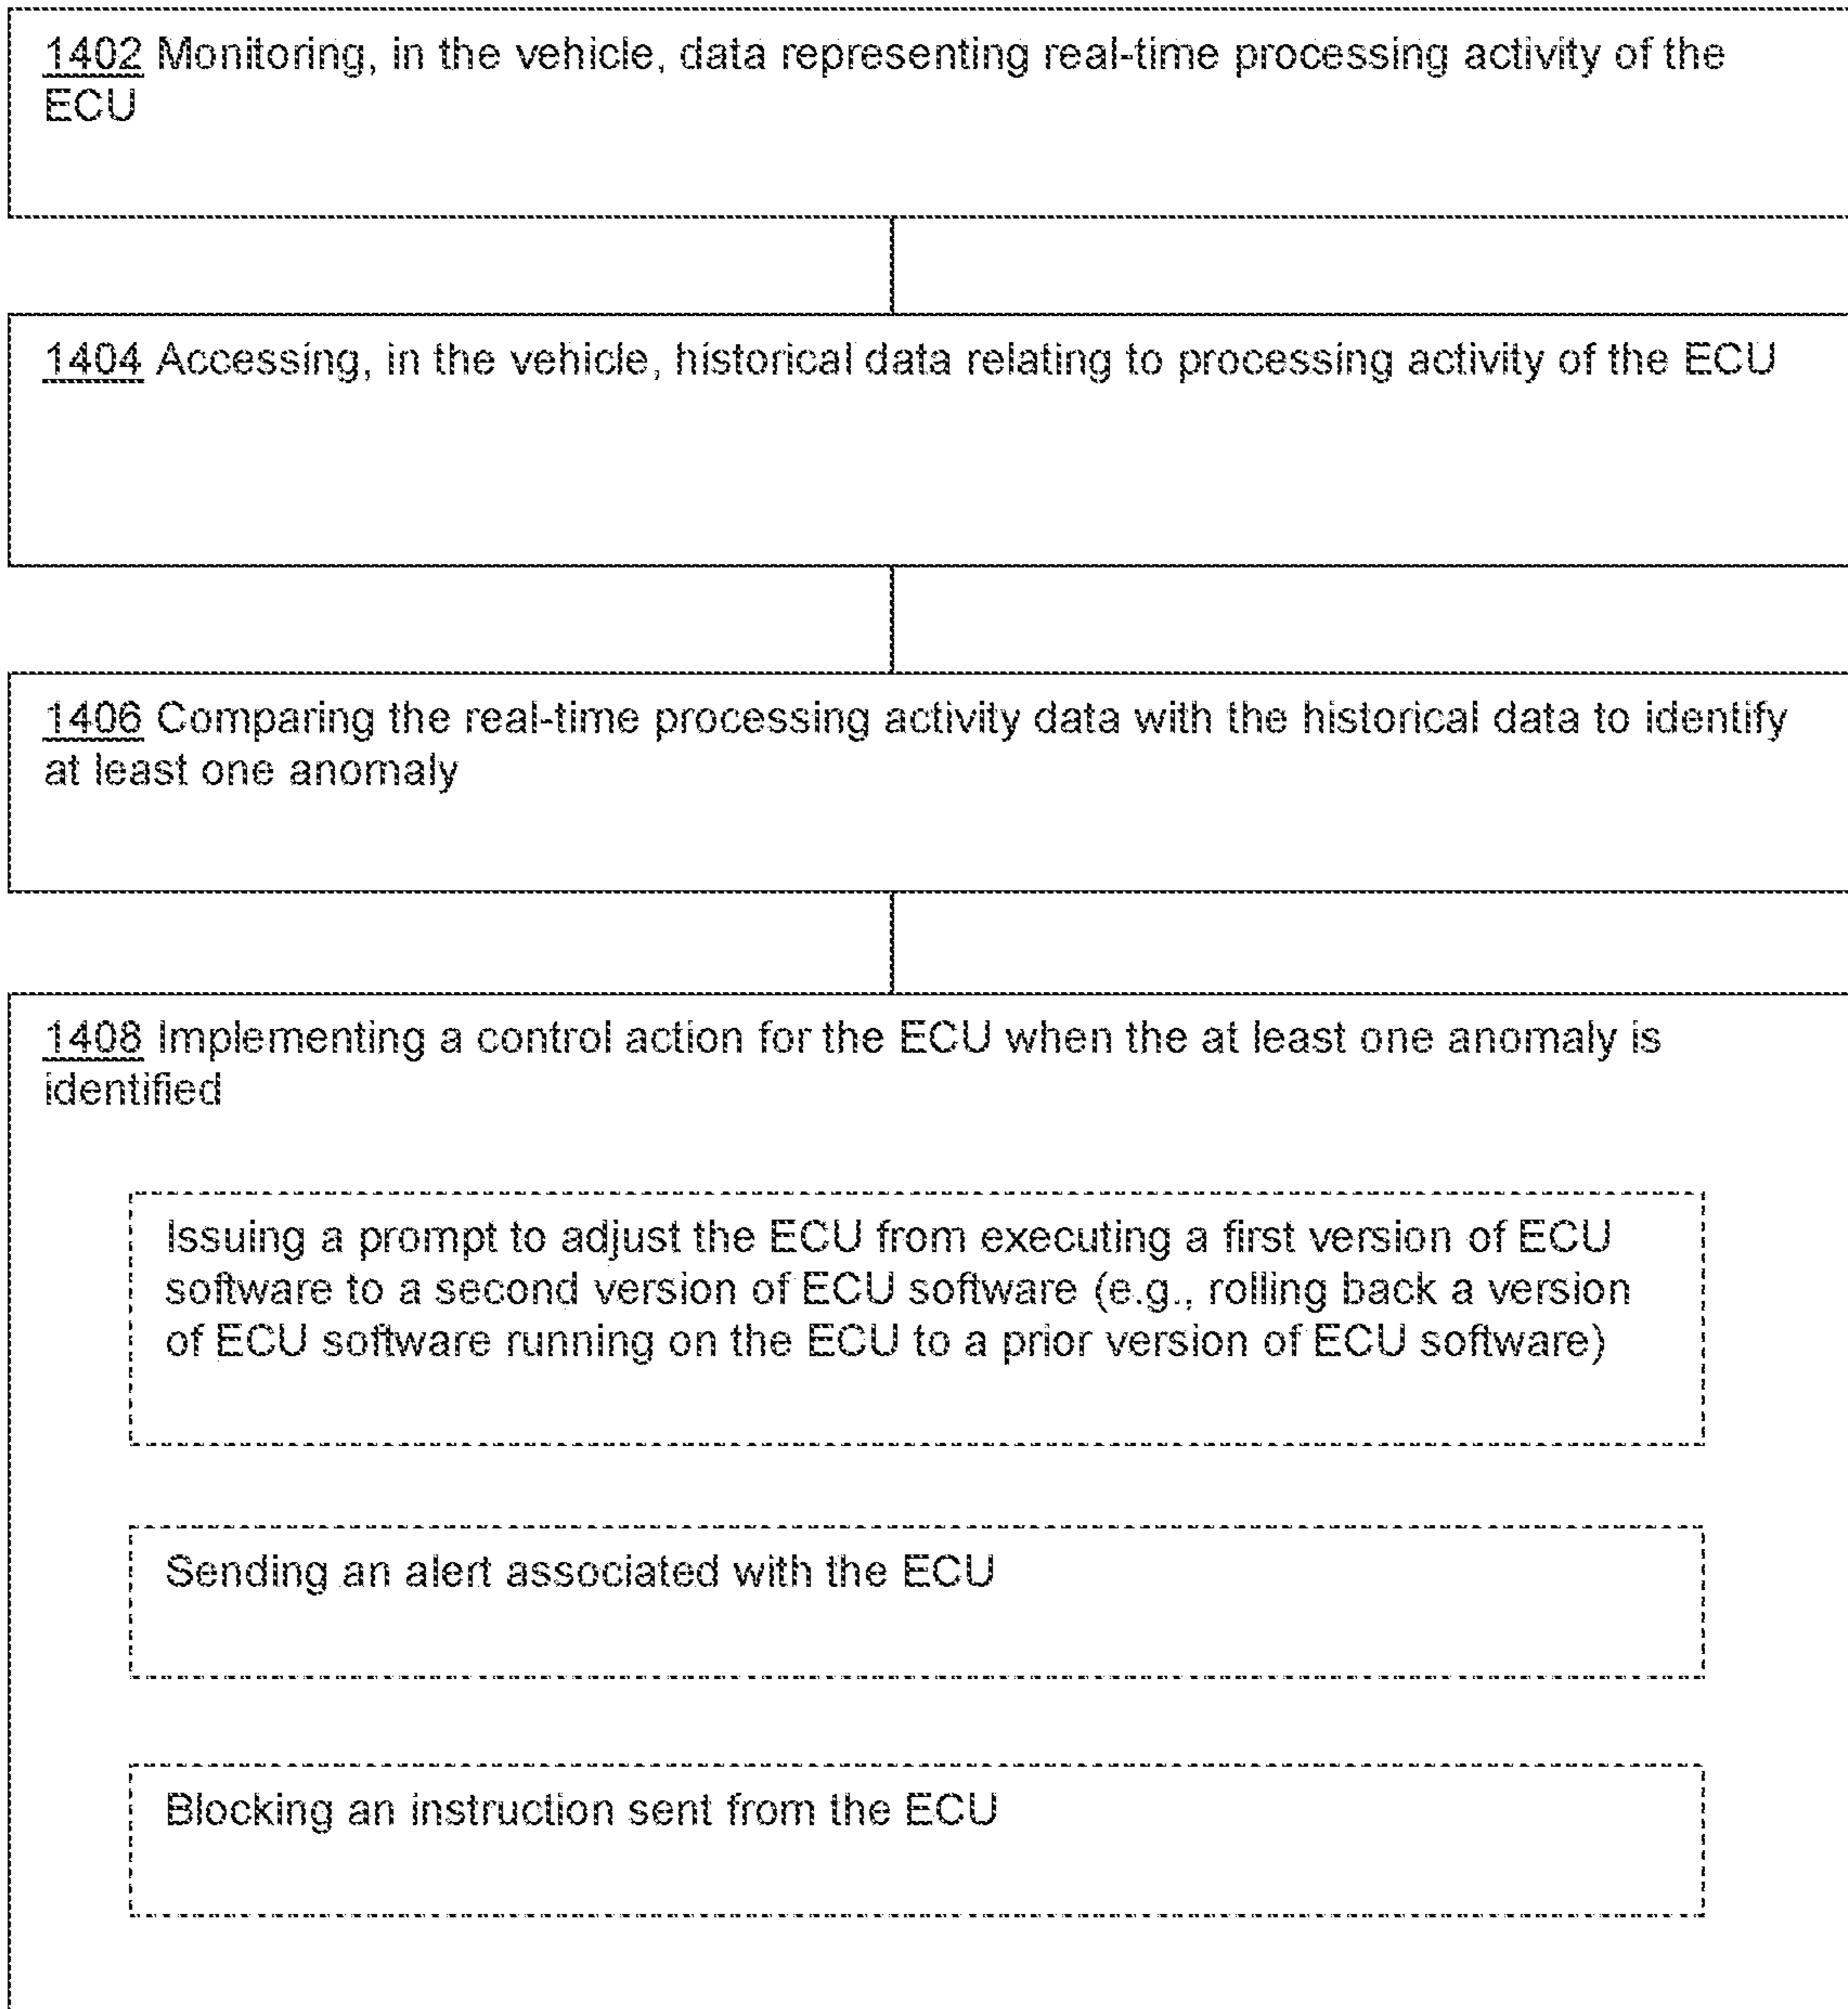 1402 Monitoring, in the vehicle, data representing real-time processing activity of the
ECU
1404 Accessing, in the vehicle, historical data relating to processing activity of the ECU
1406 Comparing the real-time processing activity data with the historical data to identify
at least one anomaly
1408 Implementing a control action for the ECU when the at least one anomaly is
identified
Issuing a prompt to adjust the ECU from executing a first version of ECU
software to a second version of ECU software (e.g., rolling back a version
of ECU software running on the ECU to a prior version of ECU software)
Sending an alert associated with the ECU
Blocking an instruction sent from the ECU